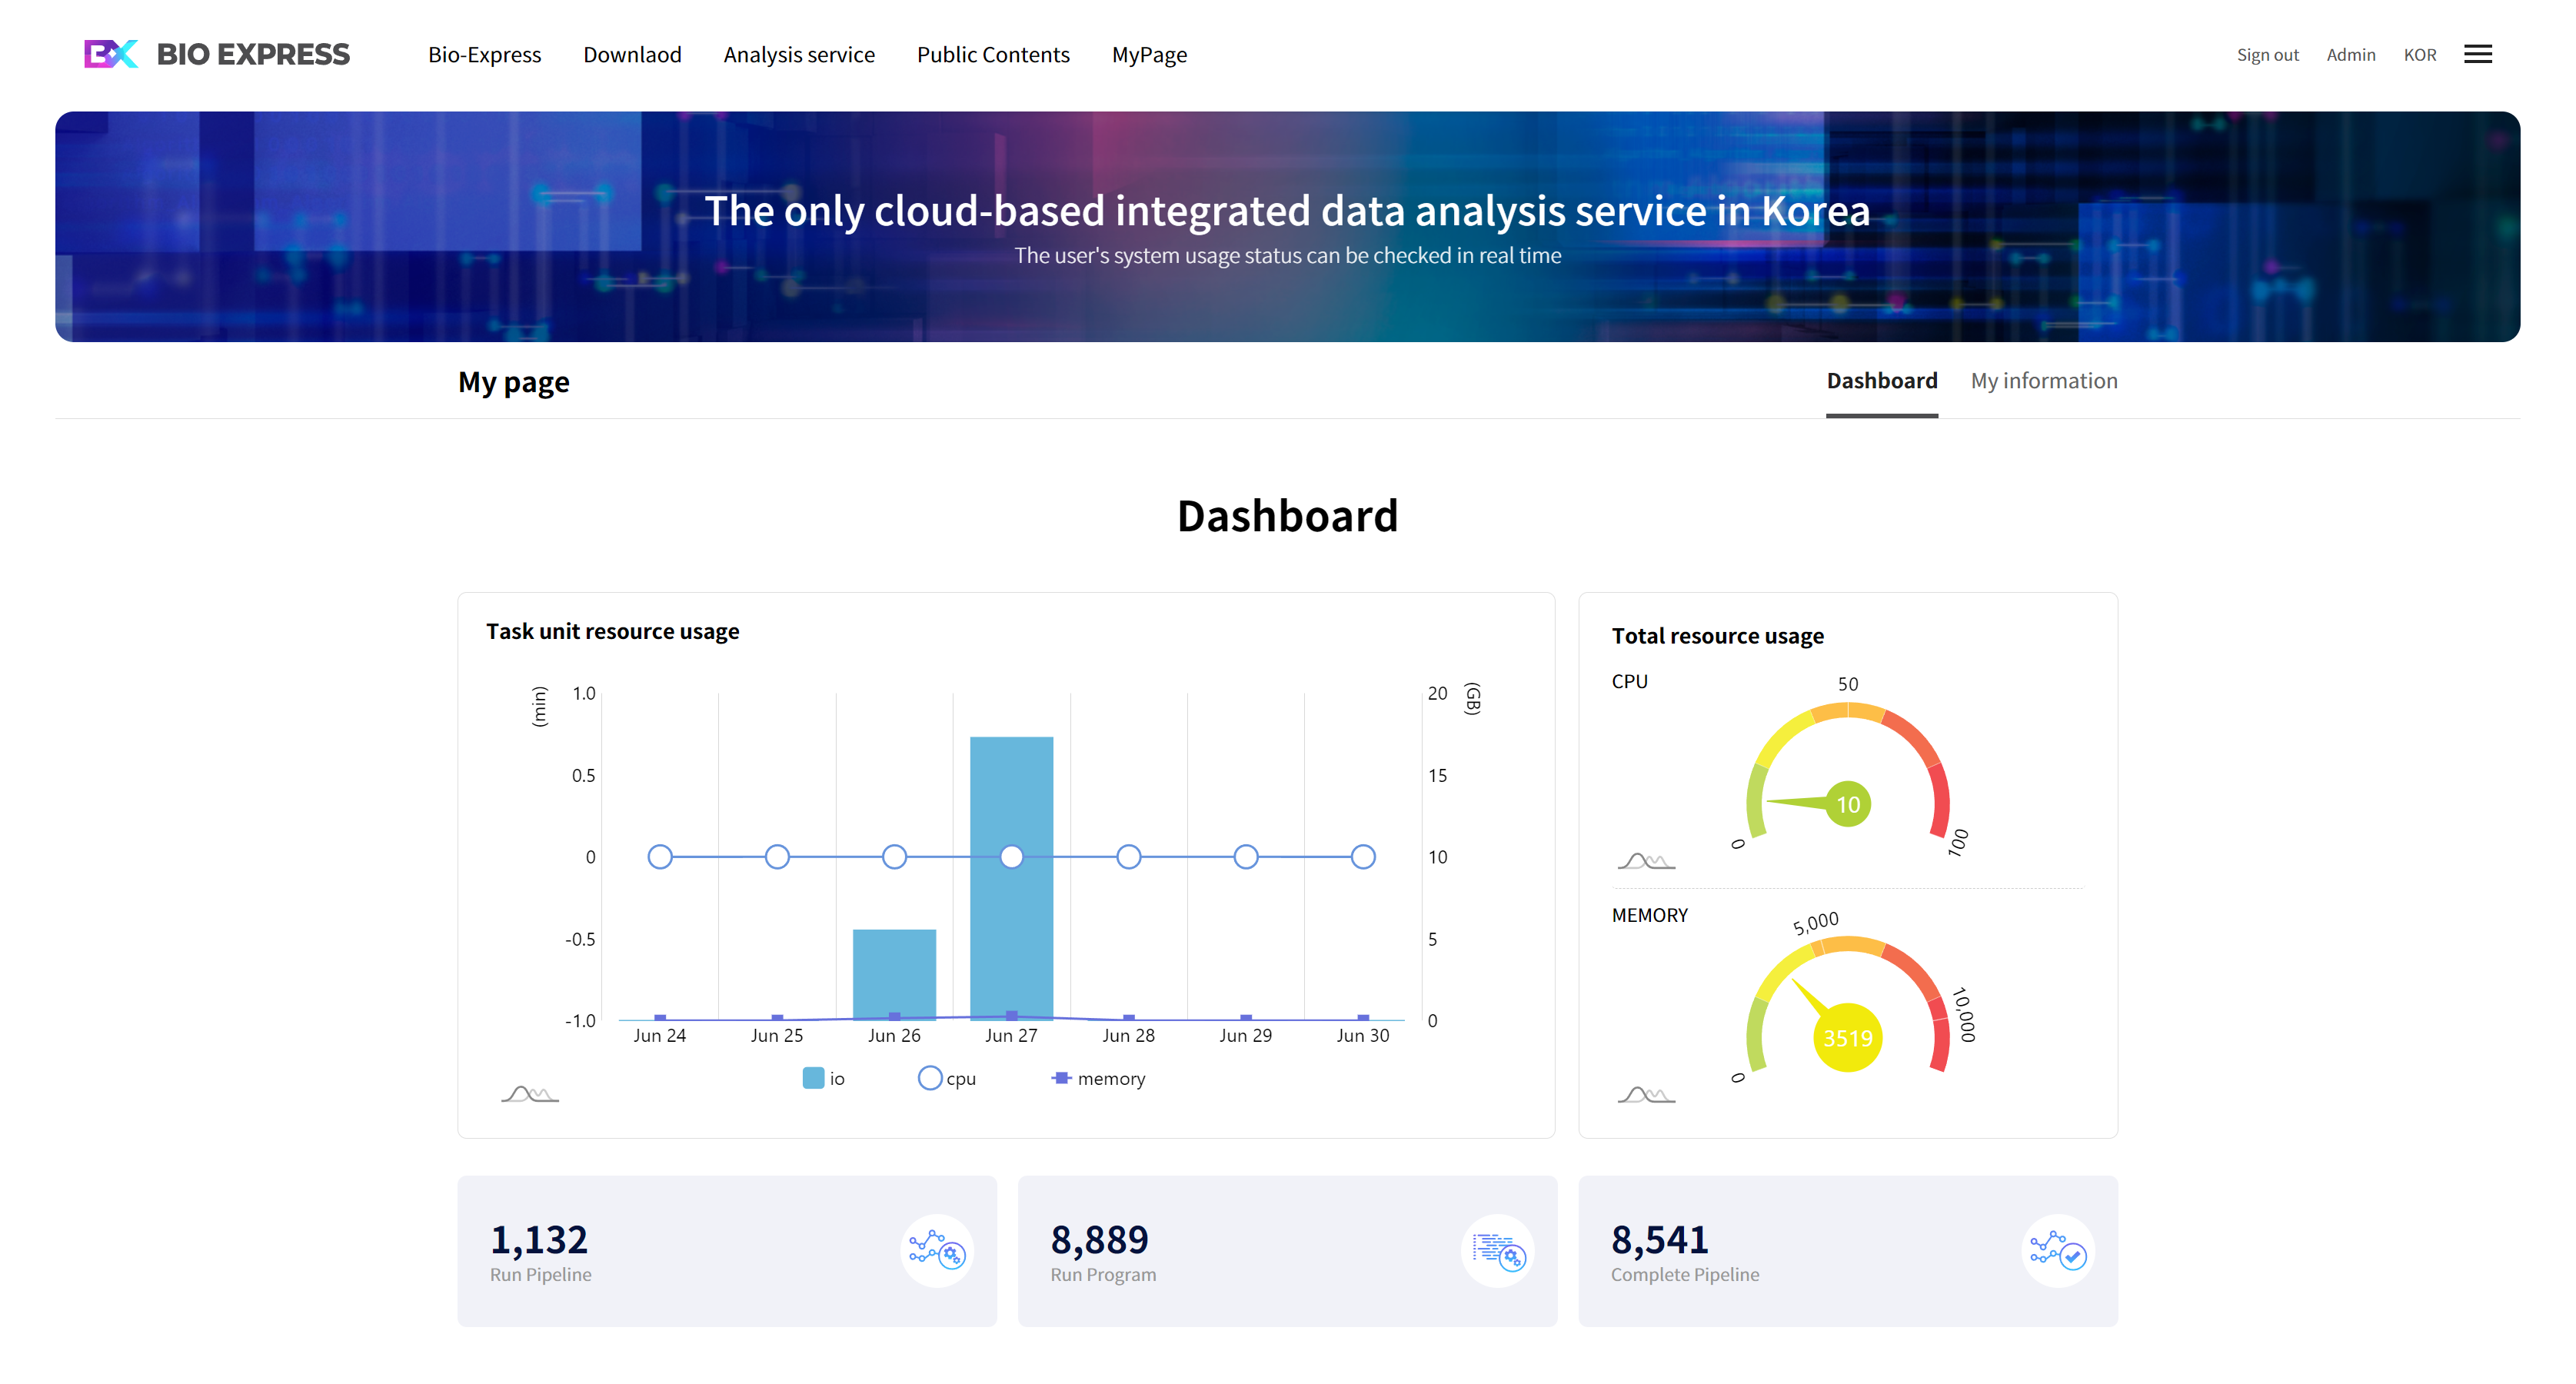 BX BIO EXPRESS
Bio-Express Downlaod Analysis service Public Contents MyPage
Sign out Admin KOR
The only cloud-based integrated data analysis service in Korea
The user's system usage status can be checked in real time
My page
Dashboard My information
Dashboard
Task unit resource usage
(min)
1.0
0.5
0
-0.5
-1.0
20
15
10
5
0
(GB)
Jun 24 Jun 25 Jun 26 Jun 27 Jun 28 Jun 29 Jun 30
io cpu memory
Total resource usage
CPU
50
10
0
100
MEMORY
5,000
3519
0
10,000
1,132
Run Pipeline
8,889
Run Program
8,541
Complete Pipeline